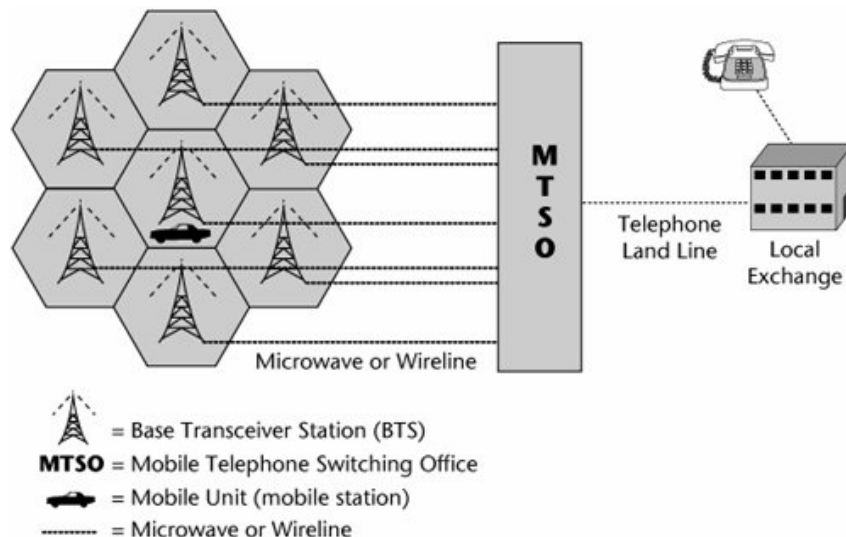 M
T
S
O
Telephone
Land Line
Local
Exchange
Microwave or Wireline
= Base Transceiver Station (BTS)
MTSO = Mobile Telephone Switching Office
= Mobile Unit (mobile station)
= Microwave or Wireline